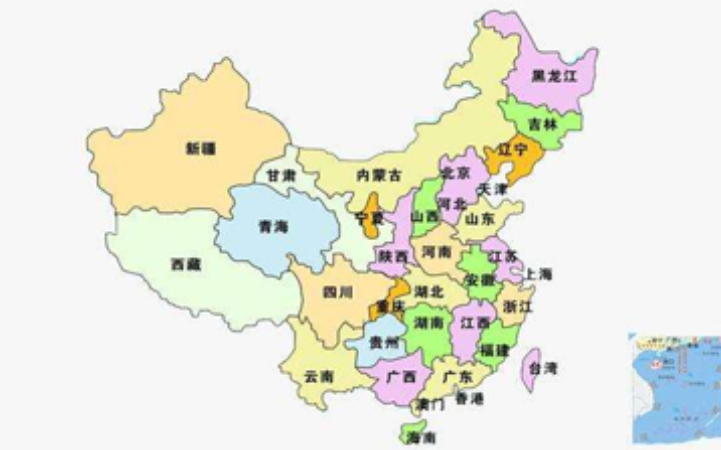 黑龙江
吉林
辽宁
新疆
甘肃
内蒙古
北京
天津
宁夏
山西
河北
山东
青海
陕西
河南
江苏
西藏
安徽
上海
四川
湖北
重庆
浙江
湖南
江西
贵州
福建
云南
广西
广东
台湾
澳门
香港
海南